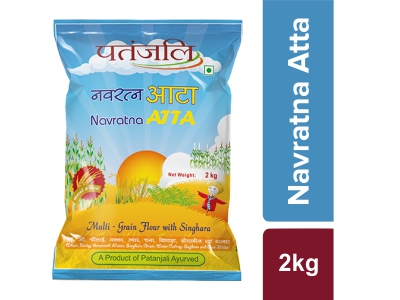 पतंजलि
नवरत्न आटा
Navratna ATTA
Net Weight: 2 kg
Multi - Grain Flour with Singhara
A Product of Patanjali Ayurved
Navratna Atta
2kg